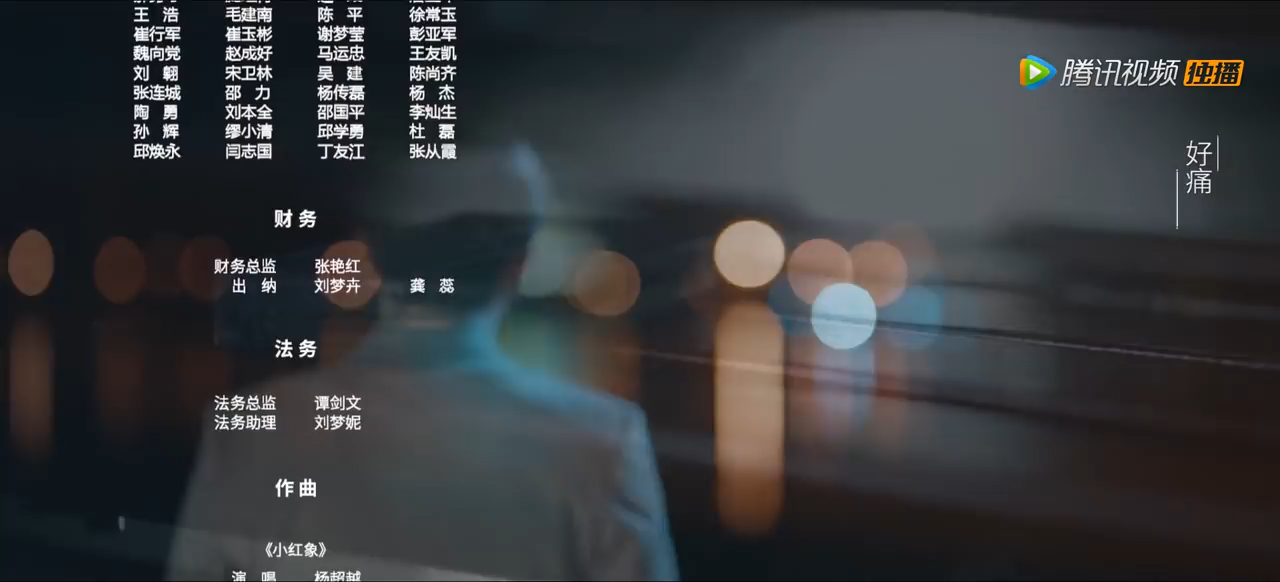 王 浩 毛建南 陈 平 徐常玉
崔行军 崔玉彬 谢梦莹 彭亚军
魏向党 赵成好 马运忠 王友凯
刘 翱 宋卫林 吴 建 陈尚齐
张连城 邵 力 杨传磊 杨 杰
陶 勇 刘本全 邵国平 李灿生
孙 辉 缪小清 邱学勇 杜 磊
邱焕永 闫志国 丁友江 张从霞
腾讯视频 独播
好痛
财务
财务总监 张艳红
出 纳 刘梦卉 龚 蕊
法务
法务总监 谭剑文
法务助理 刘梦妮
作曲
《小红象》
演 唱 杨超越